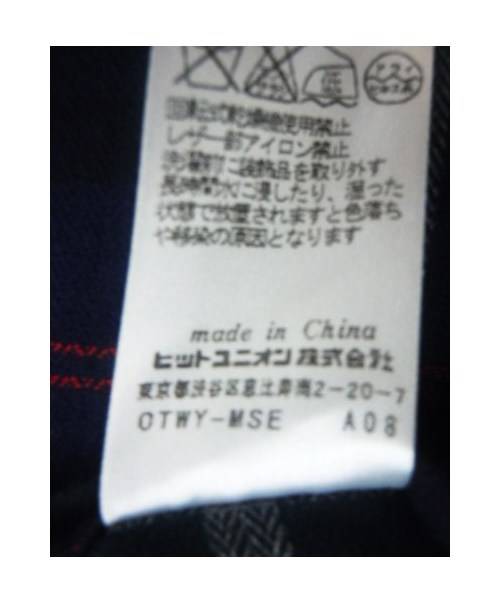 回転式乾燥機使用禁止
レザー部アイロン禁止
洗濯前に装飾品を取り外す
長時間水に浸したり、湿った
状態で放置されますと色落ち
や移染の原因となります
made in China
ヒットユニオン株式会社
東京都渋谷区恵比寿南2-20-7
OTWY-MSE A08